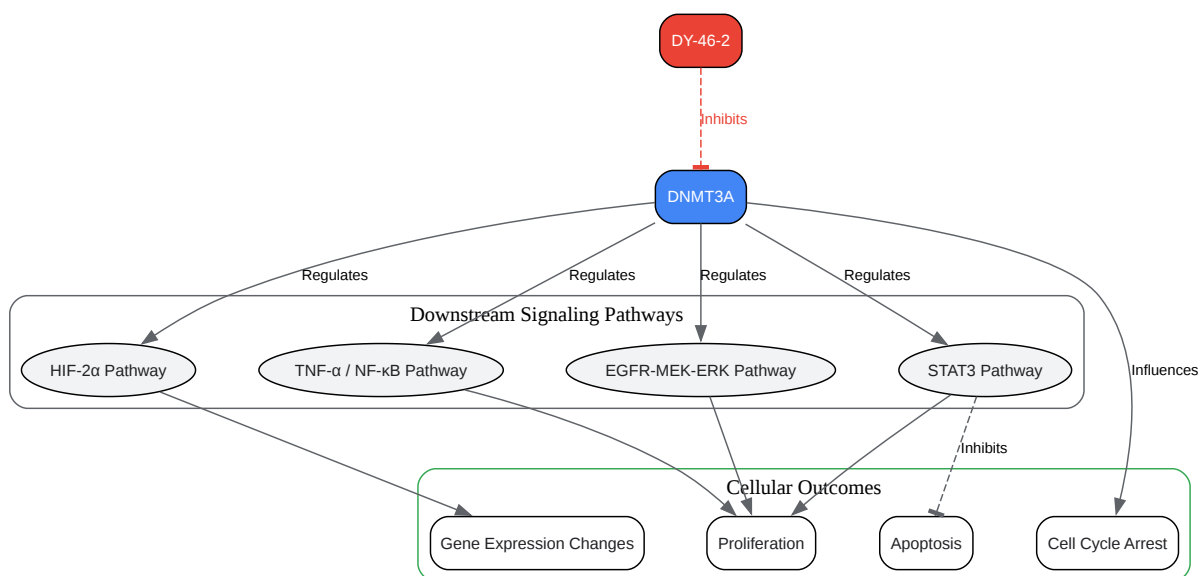 DY-46-2
Inhibits
DNMT3A
Regulates
Regulates
Regulates
Regulates
Downstream Signaling Pathways
HIF-2α Pathway
TNF-α / NF-κB Pathway
EGFR-MEK-ERK Pathway
STAT3 Pathway
Influences
Inhibits
Cellular Outcomes
Gene Expression Changes
Proliferation
Apoptosis
Cell Cycle Arrest